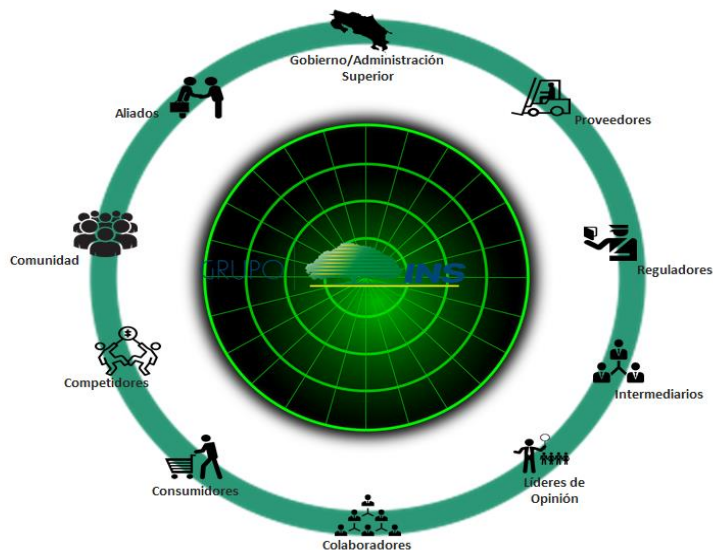 Gobierno/Administración
Superior
Proveedores
Reguladores
Intermediarios
Líderes de
Opinión
Colaboradores
Consumidores
Competidores
Comunidad
Aliados
GRUPO INS